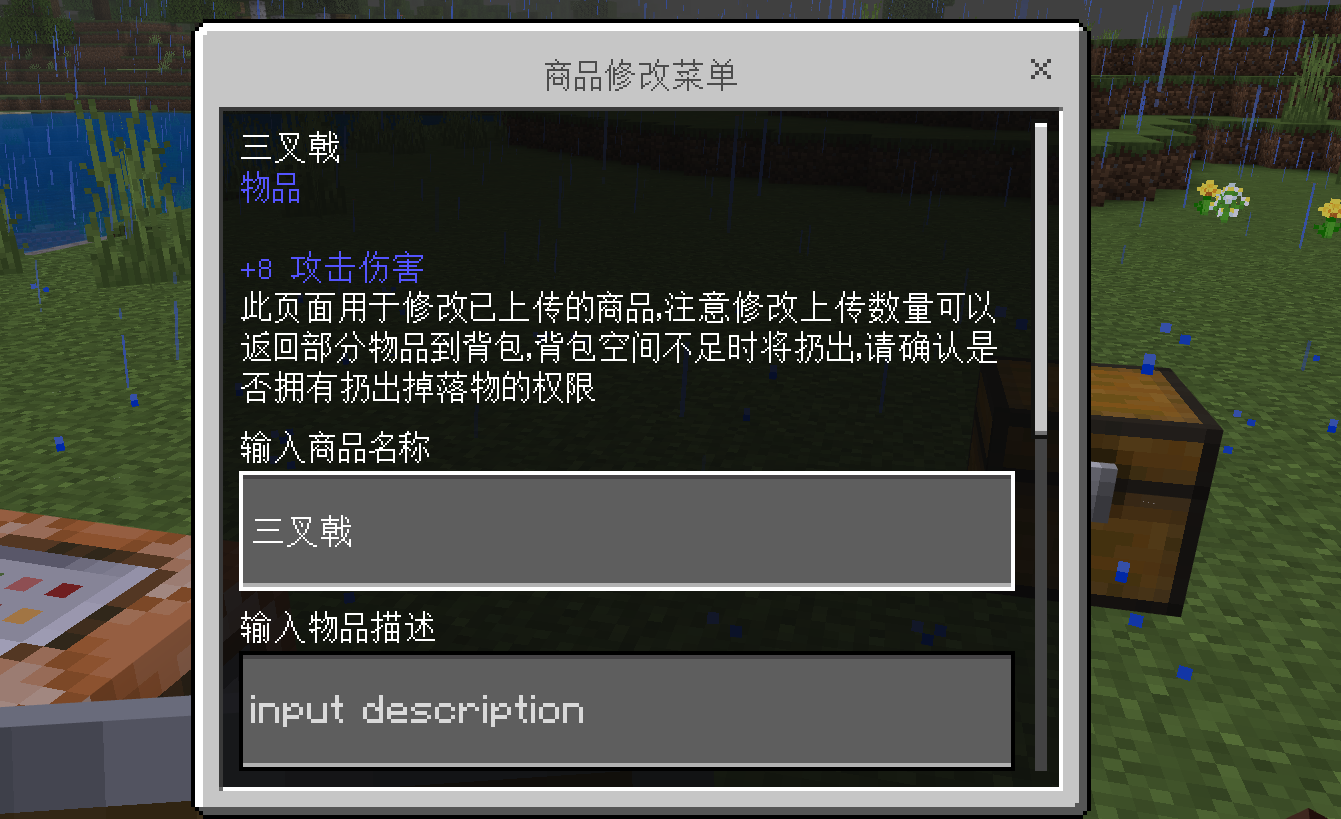 商品修改菜单
三叉戟
物品
+8 攻击伤害
此页面用于修改已上传的商品,注意修改上传数量可以
返回部分物品到背包,背包空间不足时将扔出,请确认是
否拥有扔出掉落物的权限
输入商品名称
三叉戟
输入物品描述
input description